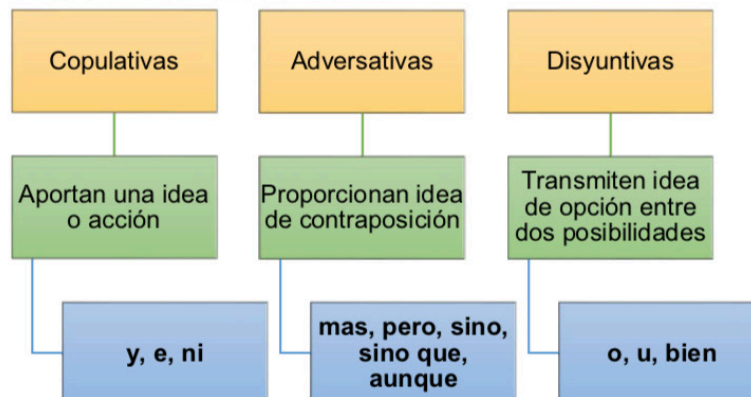 Copulativas
Aportan una idea
o acción
y, e, ni
Adversativas
Proporcionan idea
de contraposición
mas, pero, sino,
sino que,
aunque
Disyuntivas
Transmiten idea
de opción entre
dos posibilidades
o, u, bien